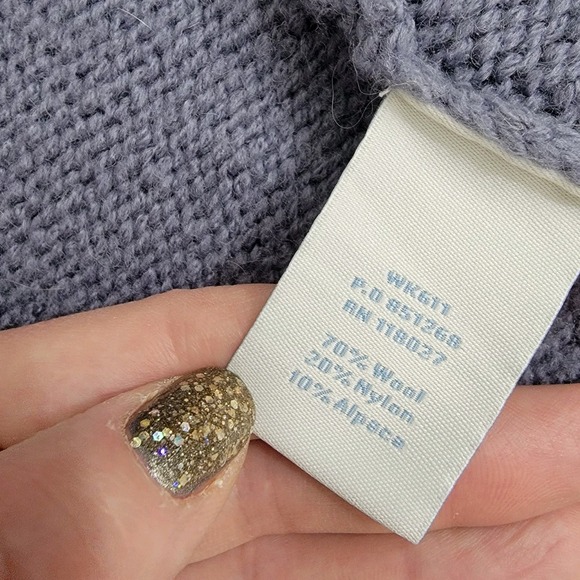 WK611
P.O 851268
RN 118027
70% Wool
20% Nylon
10% Alpaca